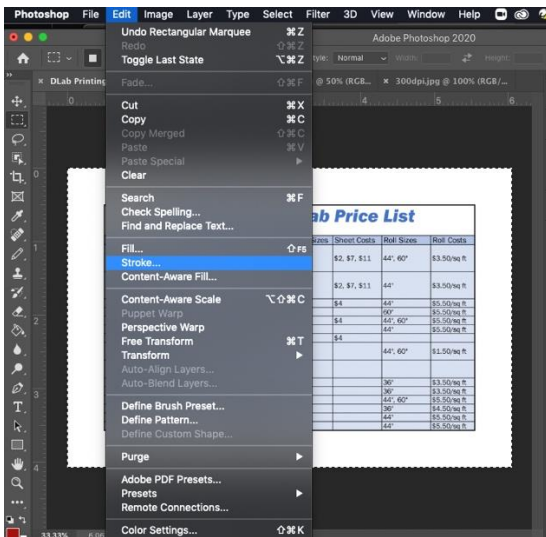 Photoshop File Edit Image Layer Type Select Filter 3D View Window Help
Adobe Photoshop 2020
Undo Rectangular Marquee ⌘Z
Redo ⇧⌘Z
Toggle Last State ⌥⌘Z
Style: Normal Width: Height:
× DLab Printing @ 50% (RGB... × 300dpi.jpg @ 100% (RGB/...
Fade... ⇧⌘F
0 4 5 6
Cut ⌘X
Copy ⌘C
Copy Merged ⇧⌘C
Paste ⌘V
Paste Special ▶
Clear
Search ⌘F
Check Spelling...
Find and Replace Text...
ab Price List
Sizes Sheet Costs Roll Sizes Roll Costs
Fill... ⇧F5
Stroke...
Content-Aware Fill...
$2, $7, $11 44", 60" $3.50/sq ft
$2, $7, $11 44" $3.50/sq ft
Content-Aware Scale ⌥⇧⌘C
Puppet Warp
Perspective Warp
Free Transform ⌘T
Transform ▶
Auto-Align Layers...
Auto-Blend Layers...
$4 44" $5.50/sq ft
60" $5.50/sq ft
$4 44", 60" $5.50/sq ft
44" $5.50/sq ft
$4
44", 60" $1.50/sq ft
36" $3.50/sq ft
36" $3.50/sq ft
44", 60" $5.50/sq ft
36" $4.50/sq ft
44" $5.50/sq ft
44" $5.50/sq ft
Define Brush Preset...
Define Pattern...
Define Custom Shape...
Purge ▶
Adobe PDF Presets...
Presets ▶
Remote Connections...
Color Settings... ⇧⌘K
0
1
2
3
4
33.33%